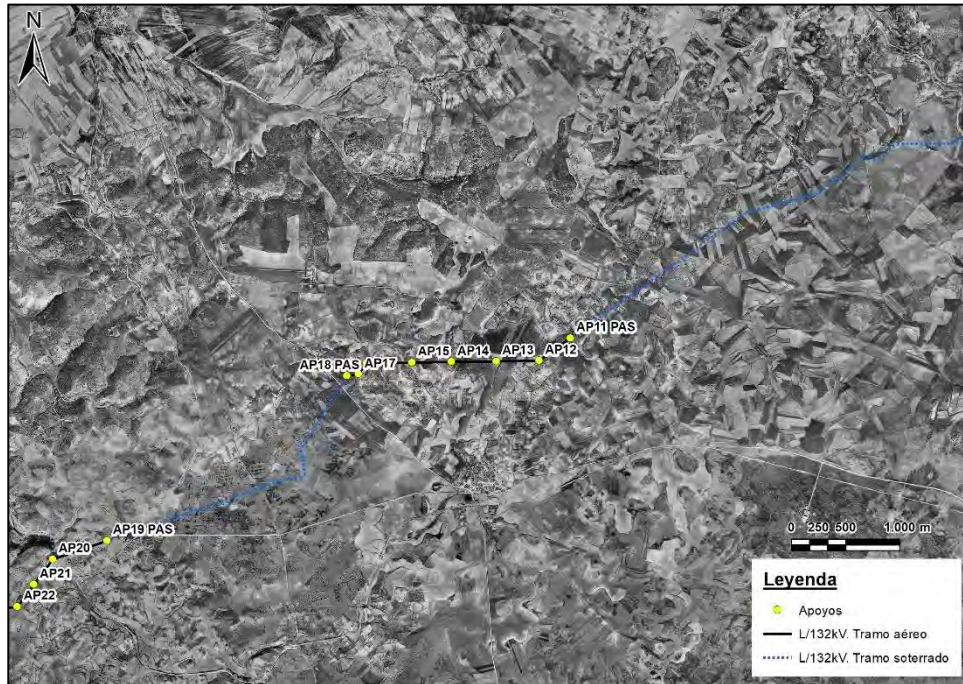 N
AP11 PAS
AP12
AP13
AP14
AP15
AP17
AP18 PAS
AP19 PAS
AP20
AP21
AP22
0 250 500 1.000 m
Leyenda
Apoyos
L/132kV. Tramo aéreo
L/132kV. Tramo soterrado